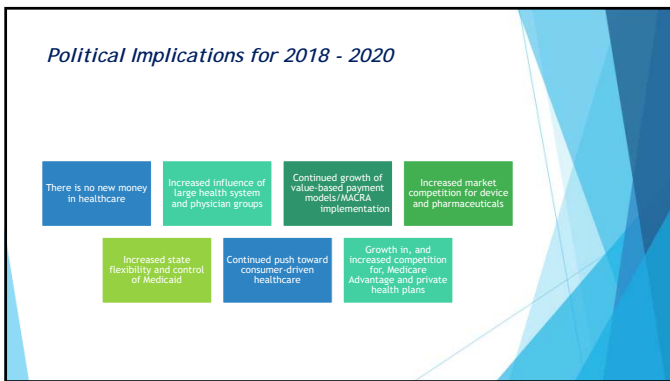 Political Implications for 2018 - 2020
There is no new money
in healthcare
Increased influence of
large health system
and physician groups
Continued growth of
value-based payment
models/MACRA
implementation
Increased market
competition for device
and pharmaceuticals
Increased state
flexibility and control
of Medicaid
Continued push toward
consumer-driven
healthcare
Growth in, and
increased competition
for, Medicare
Advantage and private
health plans